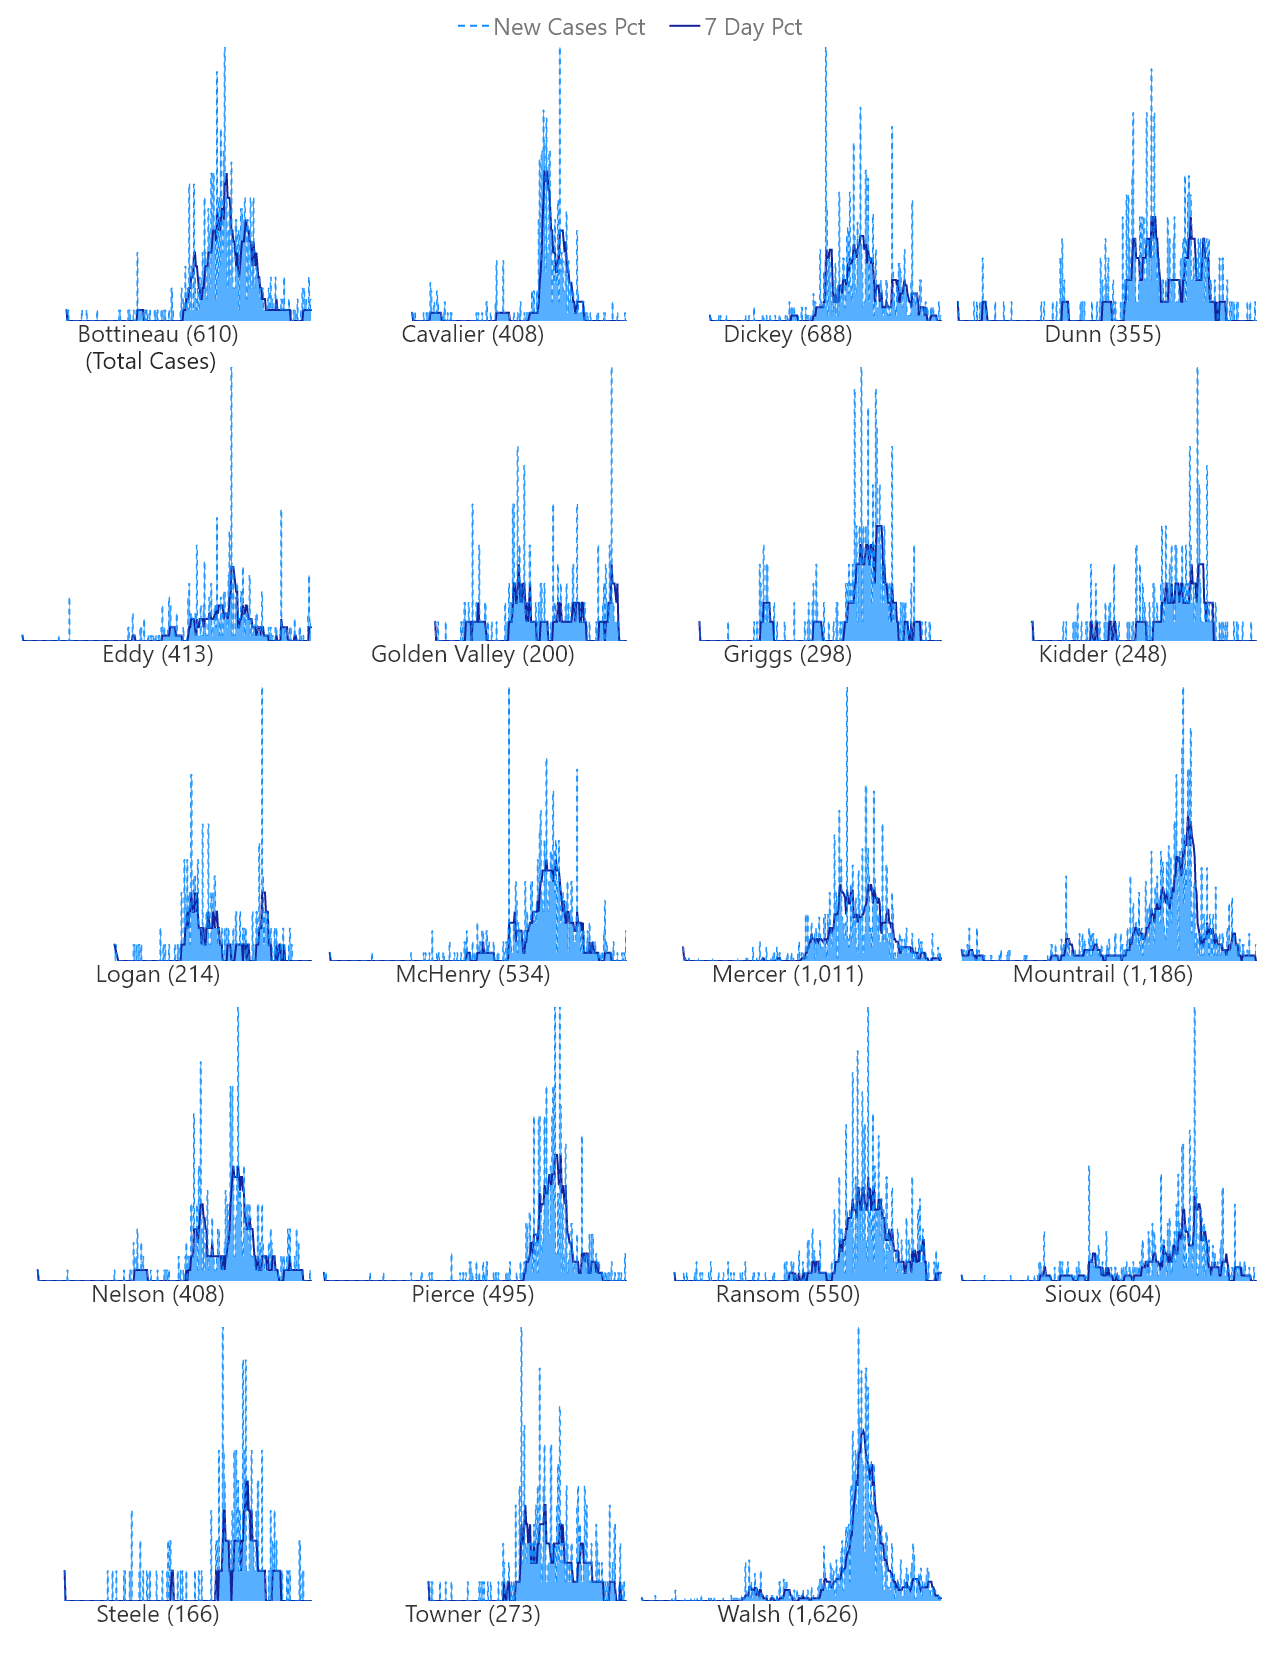 New Cases Pct 7 Day Pct
Bottineau (610) Cavalier (408) Dickey (688) Dunn (355)
(Total Cases)
Eddy (413) Golden Valley (200) Griggs (298) Kidder (248)
Logan (214) McHenry (534) Mercer (1,011) Mountrail (1,186)
Nelson (408) Pierce (495) Ransom (550) Sioux (604)
Steele (166) Towner (273) Walsh (1,626)